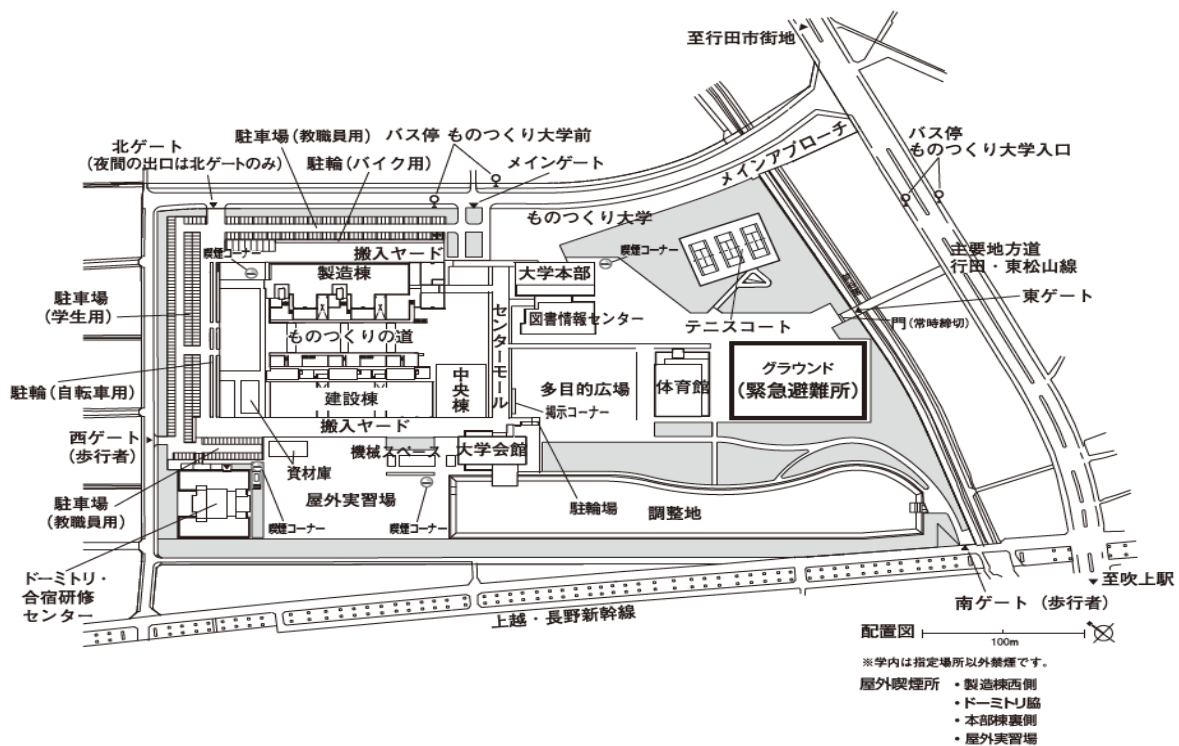 至行田市街地
北ゲート
(夜間の出口は北ゲートのみ)
駐車場(教職員用)
駐輪(バイク用)
バス停 ものつくり大学前
メインゲート
メインアプローチ
バス停
ものつくり大学入口
ものつくり大学
喫煙コーナー
搬入ヤード
製造棟
大学本部
喫煙コーナー
主要地方道
行田・東松山線
東ゲート
門(常時締切)
駐車場
(学生用)
ものつくりの道
センターモール
図書情報センター
テニスコート
駐輪(自転車用)
建設棟
中央棟
多目的広場
掲示コーナー
体育館
グラウンド
(緊急避難所)
西ゲート
(歩行者)
搬入ヤード
機械スペース
大学会館
資材庫
屋外実習場
駐車場
(教職員用)
喫煙コーナー
喫煙コーナー
駐輪場
調整地
ドーミトリ・
合宿研修
センター
上越・長野新幹線
至吹上駅
南ゲート(歩行者)
配置図
100m
※学内は指定場所以外禁煙です。
屋外喫煙所 ・製造棟西側
・ドーミトリ脇
・本部棟裏側
・屋外実習場